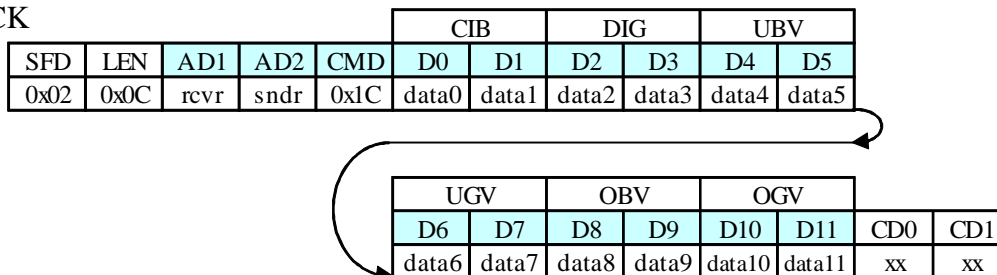 CIB DIG UBV
SFD LEN AD1 AD2 CMD D0 D1 D2 D3 D4 D5
0x02 0x0C rcvr sndr 0x1C data0 data1 data2 data3 data4 data5
UGV OBV OGV
D6 D7 D8 D9 D10 D11 CD0 CD1
data6 data7 data8 data9 data10 data11 xx xx